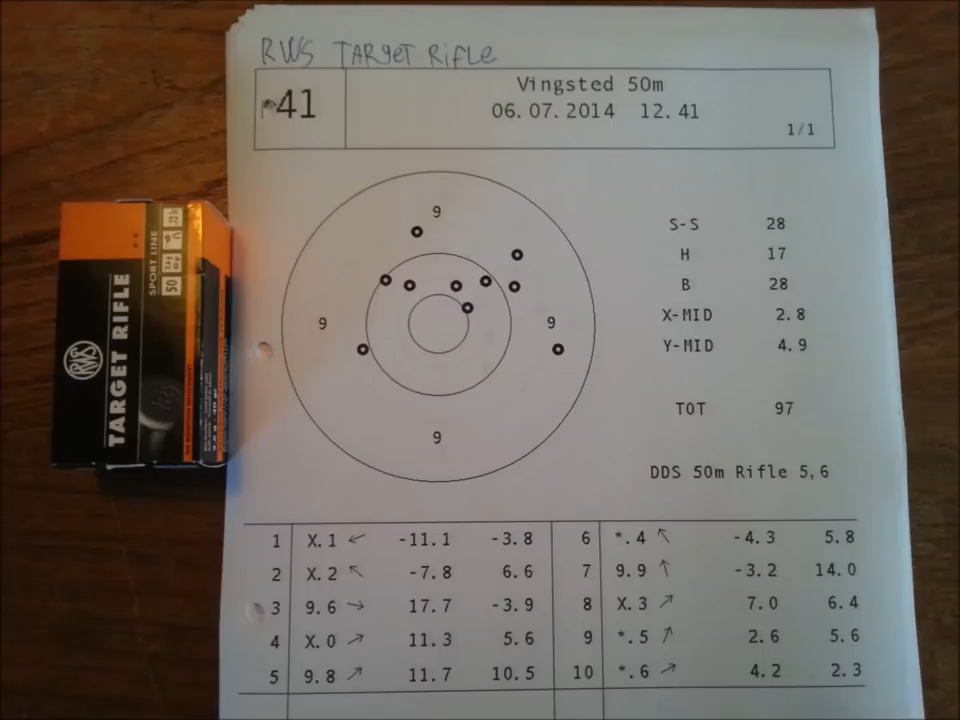 RWS TARGET RiFLE
41
Vingsted 50m
06.07.2014 12.41
1/1
9
9 9
9
S-S 28
H 17
B 28
X-MID 2.8
Y-MID 4.9
TOT 97
DDS 50m Rifle 5,6
1 X.1 ← -11.1 -3.8 6 *.4 ↖ -4.3 5.8
2 X.2 ↖ -7.8 6.6 7 9.9 ↑ -3.2 14.0
3 9.6 → 17.7 -3.9 8 X.3 ↗ 7.0 6.4
4 X.0 ↗ 11.3 5.6 9 *.5 ↗ 2.6 5.6
5 9.8 ↗ 11.7 10.5 10 *.6 ↗ 4.2 2.3
RWS
TARGET RIFLE
SPORT LINE
50